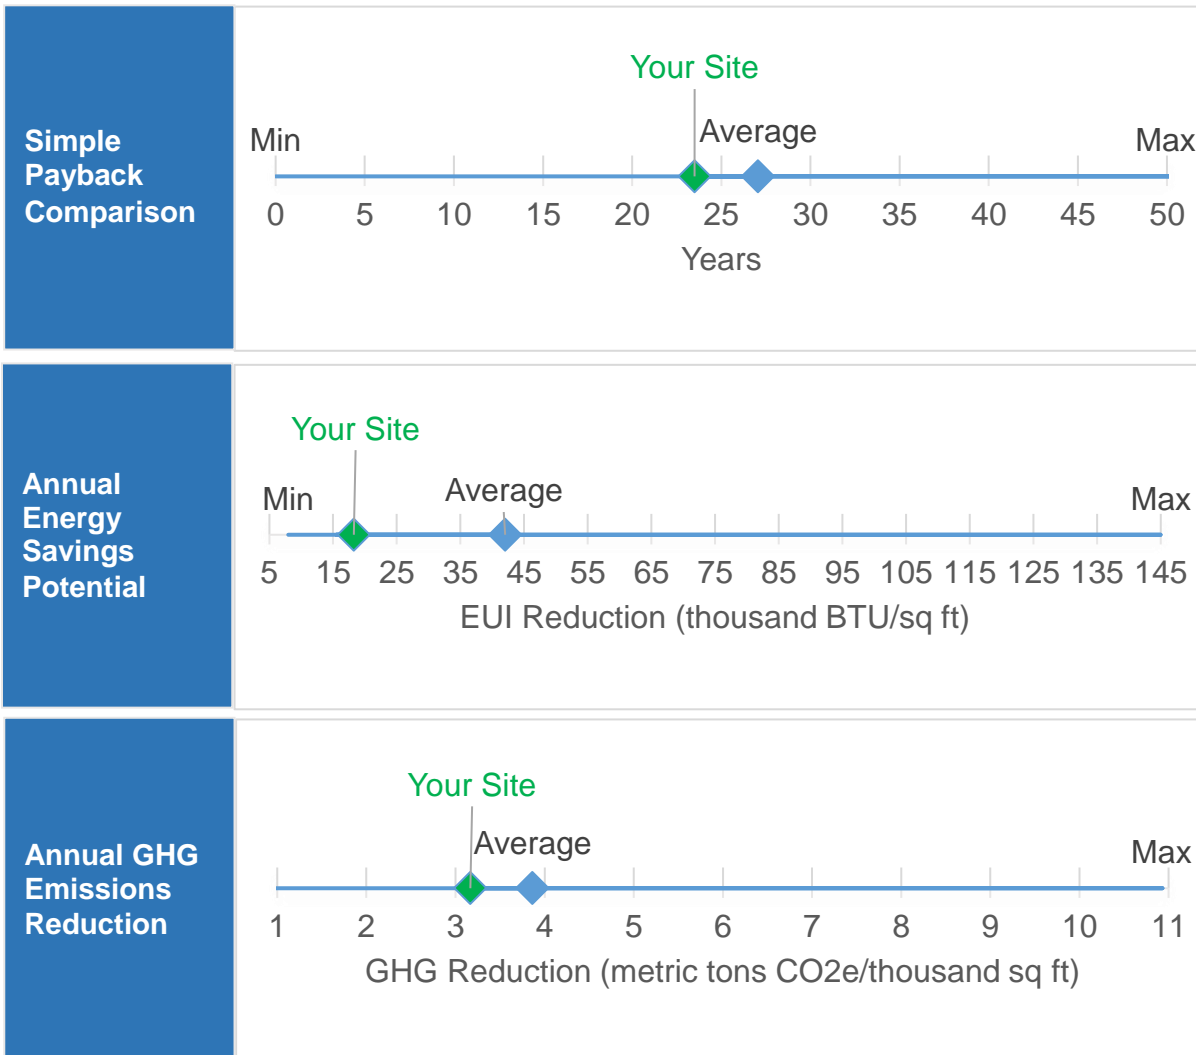 Simple
Payback
Comparison
Your Site
Min
Average
Max
0 5 10 15 20 25 30 35 40 45 50
Years
Annual
Energy
Savings
Potential
Your Site
Min
Average
Max
5 15 25 35 45 55 65 75 85 95 105 115 125 135 145
EUI Reduction (thousand BTU/sq ft)
Annual GHG
Emissions
Reduction
Your Site
Average
Max
1 2 3 4 5 6 7 8 9 10 11
GHG Reduction (metric tons CO2e/thousand sq ft)